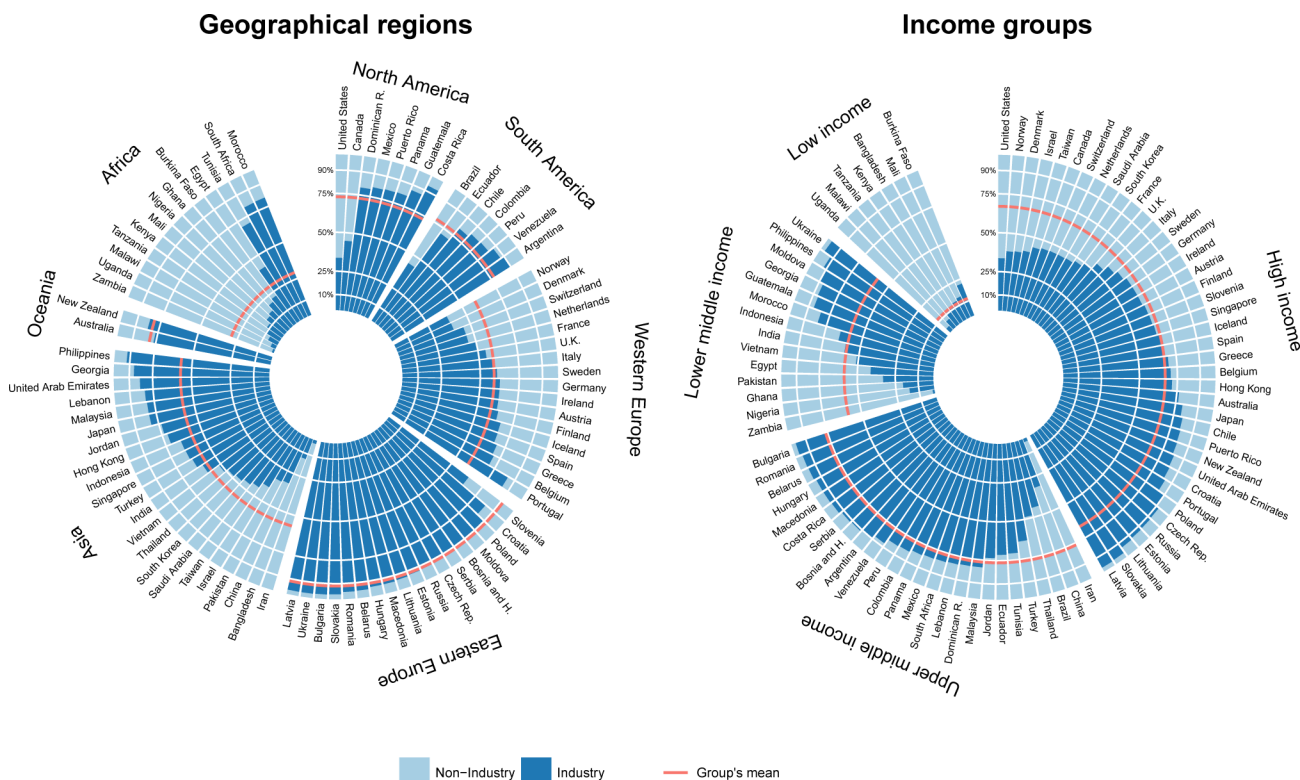 Geographical regions
Income groups
North America
United States
Canada
Dominican R.
Mexico
Puerto Rico
Panama
Guatemala
Costa Rica
South America
Brazil
Ecuador
Chile
Colombia
Peru
Venezuela
Argentina
Western Europe
Norway
Denmark
Switzerland
Netherlands
France
U.K.
Italy
Sweden
Germany
Ireland
Austria
Finland
Iceland
Spain
Greece
Belgium
Portugal
Eastern Europe
Slovenia
Croatia
Poland
Moldova
Bosnia and H.
Serbia
Czech Rep.
Russia
Estonia
Lithuania
Macedonia
Hungary
Belarus
Romania
Slovakia
Bulgaria
Ukraine
Latvia
Asia
Iran
Bangladesh
China
Pakistan
Israel
Taiwan
Saudi Arabia
South Korea
Thailand
Vietnam
India
Turkey
Singapore
Indonesia
Hong Kong
Jordan
Japan
Malaysia
Lebanon
United Arab Emirates
Georgia
Philippines
Oceania
Australia
New Zealand
Africa
Zambia
Uganda
Malawi
Tanzania
Kenya
Mali
Nigeria
Ghana
Burkina Faso
Egypt
Tunisia
South Africa
Morocco
90%
75%
50%
25%
10%
High income
United States
Norway
Denmark
Israel
Taiwan
Canada
Switzerland
Netherlands
Saudi Arabia
South Korea
France
U.K.
Italy
Sweden
Germany
Ireland
Austria
Finland
Slovenia
Singapore
Iceland
Spain
Greece
Belgium
Hong Kong
Australia
Japan
Chile
Puerto Rico
New Zealand
United Arab Emirates
Croatia
Portugal
Poland
Czech Rep.
Russia
Estonia
Lithuania
Slovakia
Latvia
Upper middle income
Iran
China
Brazil
Thailand
Turkey
Tunisia
Ecuador
Jordan
Malaysia
Dominican R.
Lebanon
South Africa
Mexico
Panama
Colombia
Peru
Venezuela
Argentina
Bosnia and H.
Serbia
Costa Rica
Macedonia
Hungary
Belarus
Romania
Bulgaria
Lower middle income
Zambia
Nigeria
Ghana
Pakistan
Egypt
Vietnam
India
Indonesia
Morocco
Guatemala
Georgia
Moldova
Philippines
Ukraine
Low income
Uganda
Malawi
Tanzania
Kenya
Bangladesh
Mali
Burkina Faso
90%
75%
50%
25%
10%
Non−Industry
Industry
Group's mean